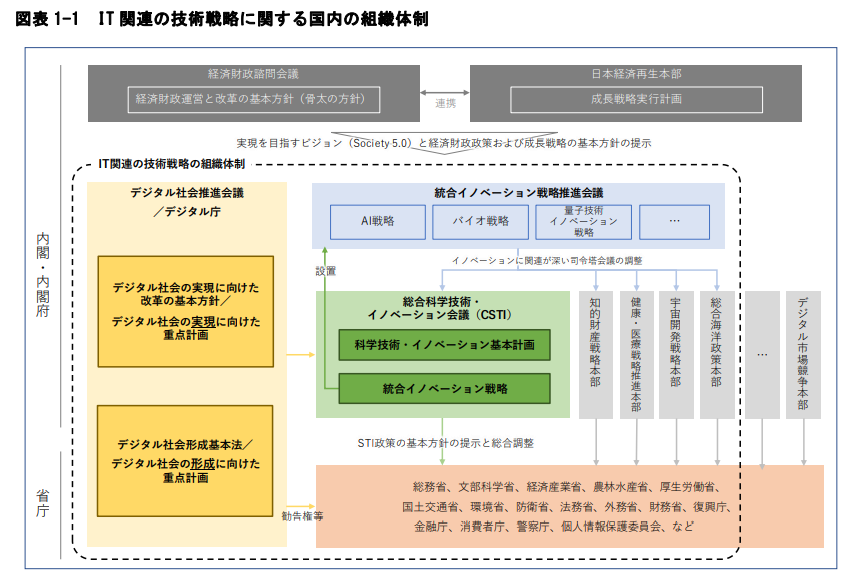 図表 1-1　IT 関連の技術戦略に関する国内の組織体制
経済財政諮問会議
経済財政運営と改革の基本方針（骨太の方針）
連携
日本経済再生本部
成長戦略実行計画
実現を目指すビジョン（Society 5.0）と経済財政政策および成長戦略の基本方針の提示
IT関連の技術戦略の組織体制
内閣・内閣府
デジタル社会推進会議
／デジタル庁
デジタル社会の実現に向けた
改革の基本方針／
デジタル社会の実現に向けた
重点計画
デジタル社会形成基本法／
デジタル社会の形成に向けた
重点計画
統合イノベーション戦略推進会議
AI戦略
バイオ戦略
量子技術
イノベーション
戦略
…
イノベーションに関連が深い司令塔会議の調整
設置
総合科学技術・
イノベーション会議（CSTI）
科学技術・イノベーション基本計画
統合イノベーション戦略
知的財産戦略本部
健康・医療戦略推進本部
宇宙開発戦略本部
総合海洋政策本部
…
デジタル市場競争本部
STI政策の基本方針の提示と総合調整
省庁
勧告権等
総務省、文部科学省、経済産業省、農林水産省、厚生労働省、
国土交通省、環境省、防衛省、法務省、外務省、財務省、復興庁、
金融庁、消費者庁、警察庁、個人情報保護委員会、など